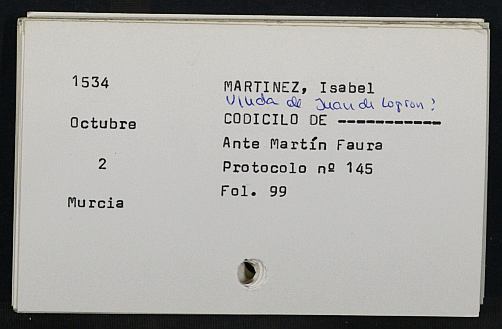 1534
Octubre
2
Murcia
MARTINEZ, Isabel
Viuda de Juan de
CODICILO DE -----------
Ante Martín Faura
Protocolo nº 145
Fol. 99